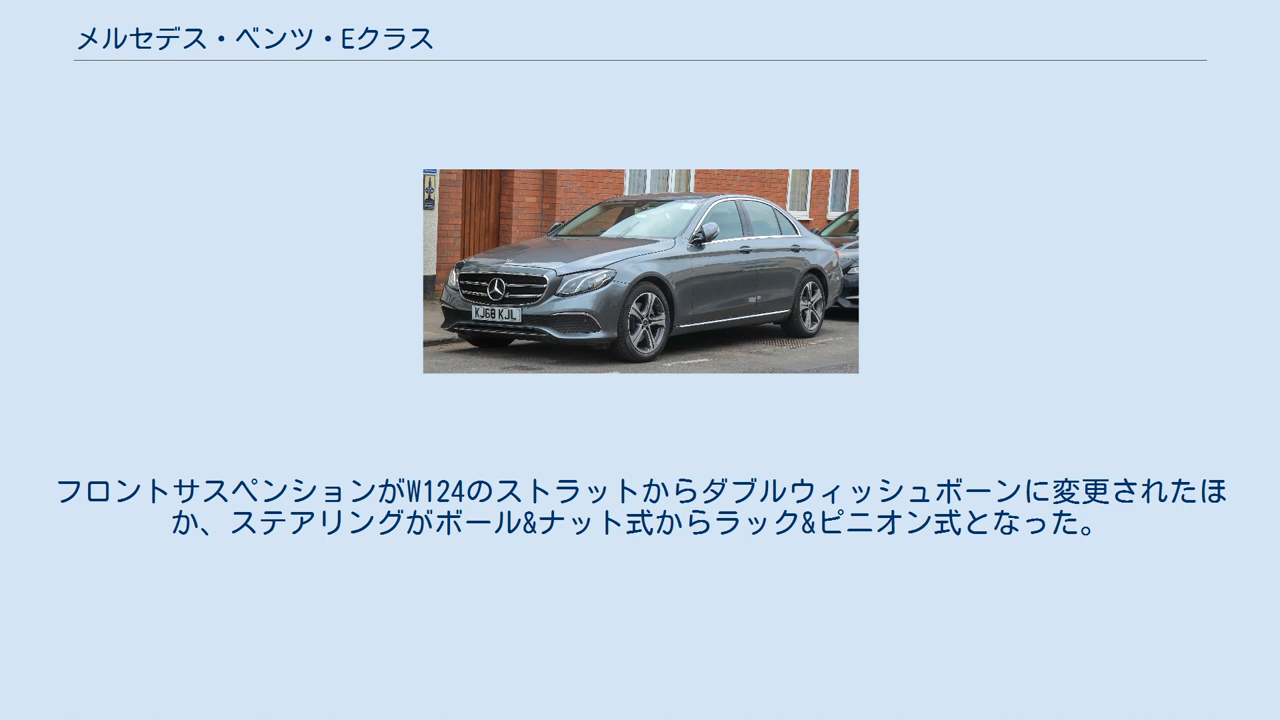 メルセデス・ベンツ・Eクラス
KJ68 KJL
フロントサスペンションがW124のストラットからダブルウィッシュボーンに変更されたほ
か、ステアリングがボール&ナット式からラック&ピニオン式となった。